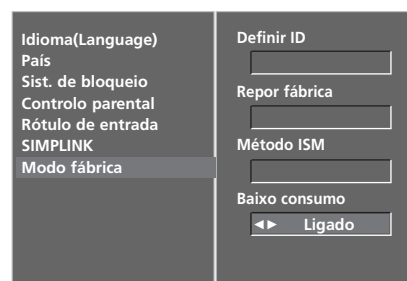 Idioma(Language)
País
Sist. de bloqueio
Controlo parental
Rótulo de entrada
SIMPLINK
Modo fábrica
Definir ID
Repor fábrica
Método ISM
Baixo consumo
◄► Ligado